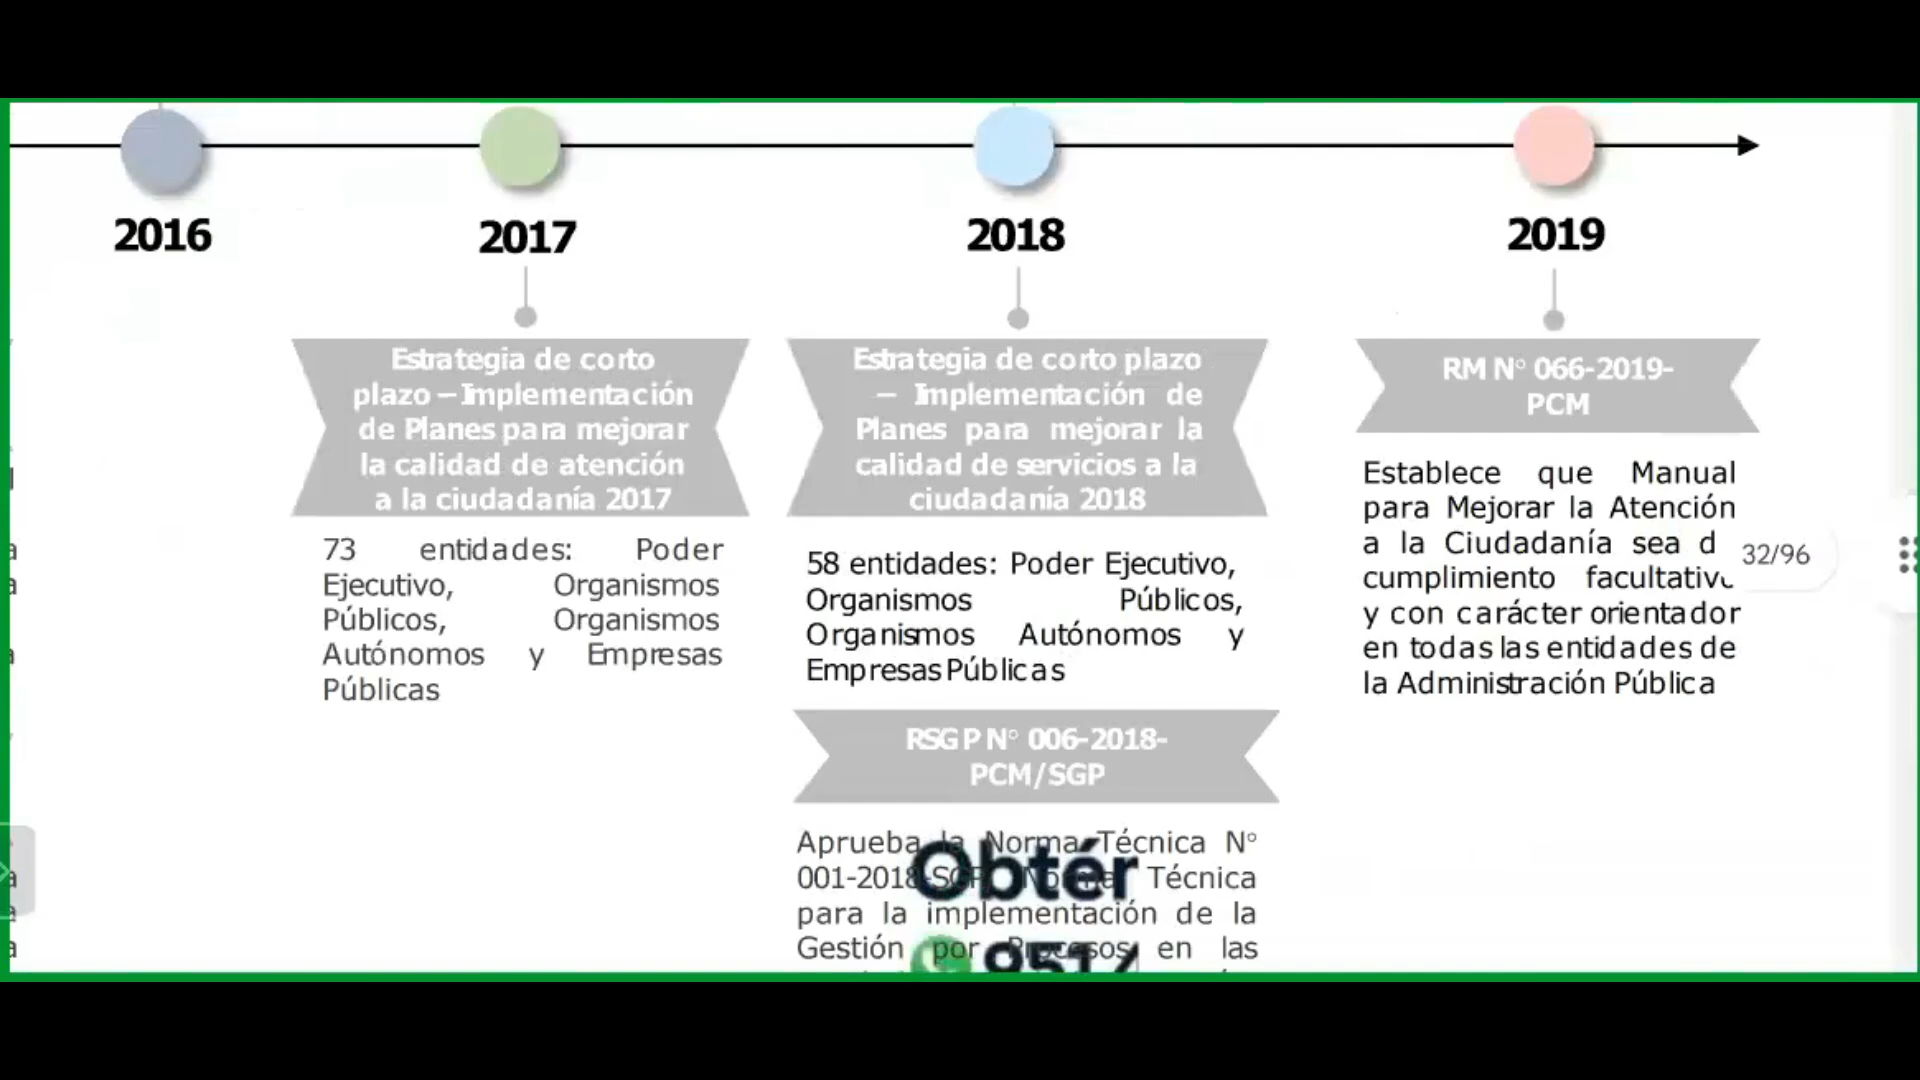 2016
2017
2018
2019
Estrategia de corto
plazo – Implementación
de Planes para mejorar
la calidad de atención
a la ciudadanía 2017
73 entidades: Poder
Ejecutivo, Organismos
Públicos, Organismos
Autónomos y Empresas
Públicas
Estrategia de corto plazo
– Implementación de
Planes para mejorar la
calidad de servicios a la
ciudadanía 2018
58 entidades: Poder Ejecutivo,
Organismos Públicos,
Organismos Autónomos y
Empresas Públicas
RSGP N° 006-2018-
PCM/SGP
Aprueba la Norma Técnica N°
001-2018-SGP Norma Técnica
para la implementación de la
Gestión por Procesos en las
RM N° 066-2019-
PCM
Establece que Manual
para Mejorar la Atención
a la Ciudadanía sea d
cumplimiento facultativo
y con carácter orientador
en todas las entidades de
la Administración Pública
32/96
Obtér